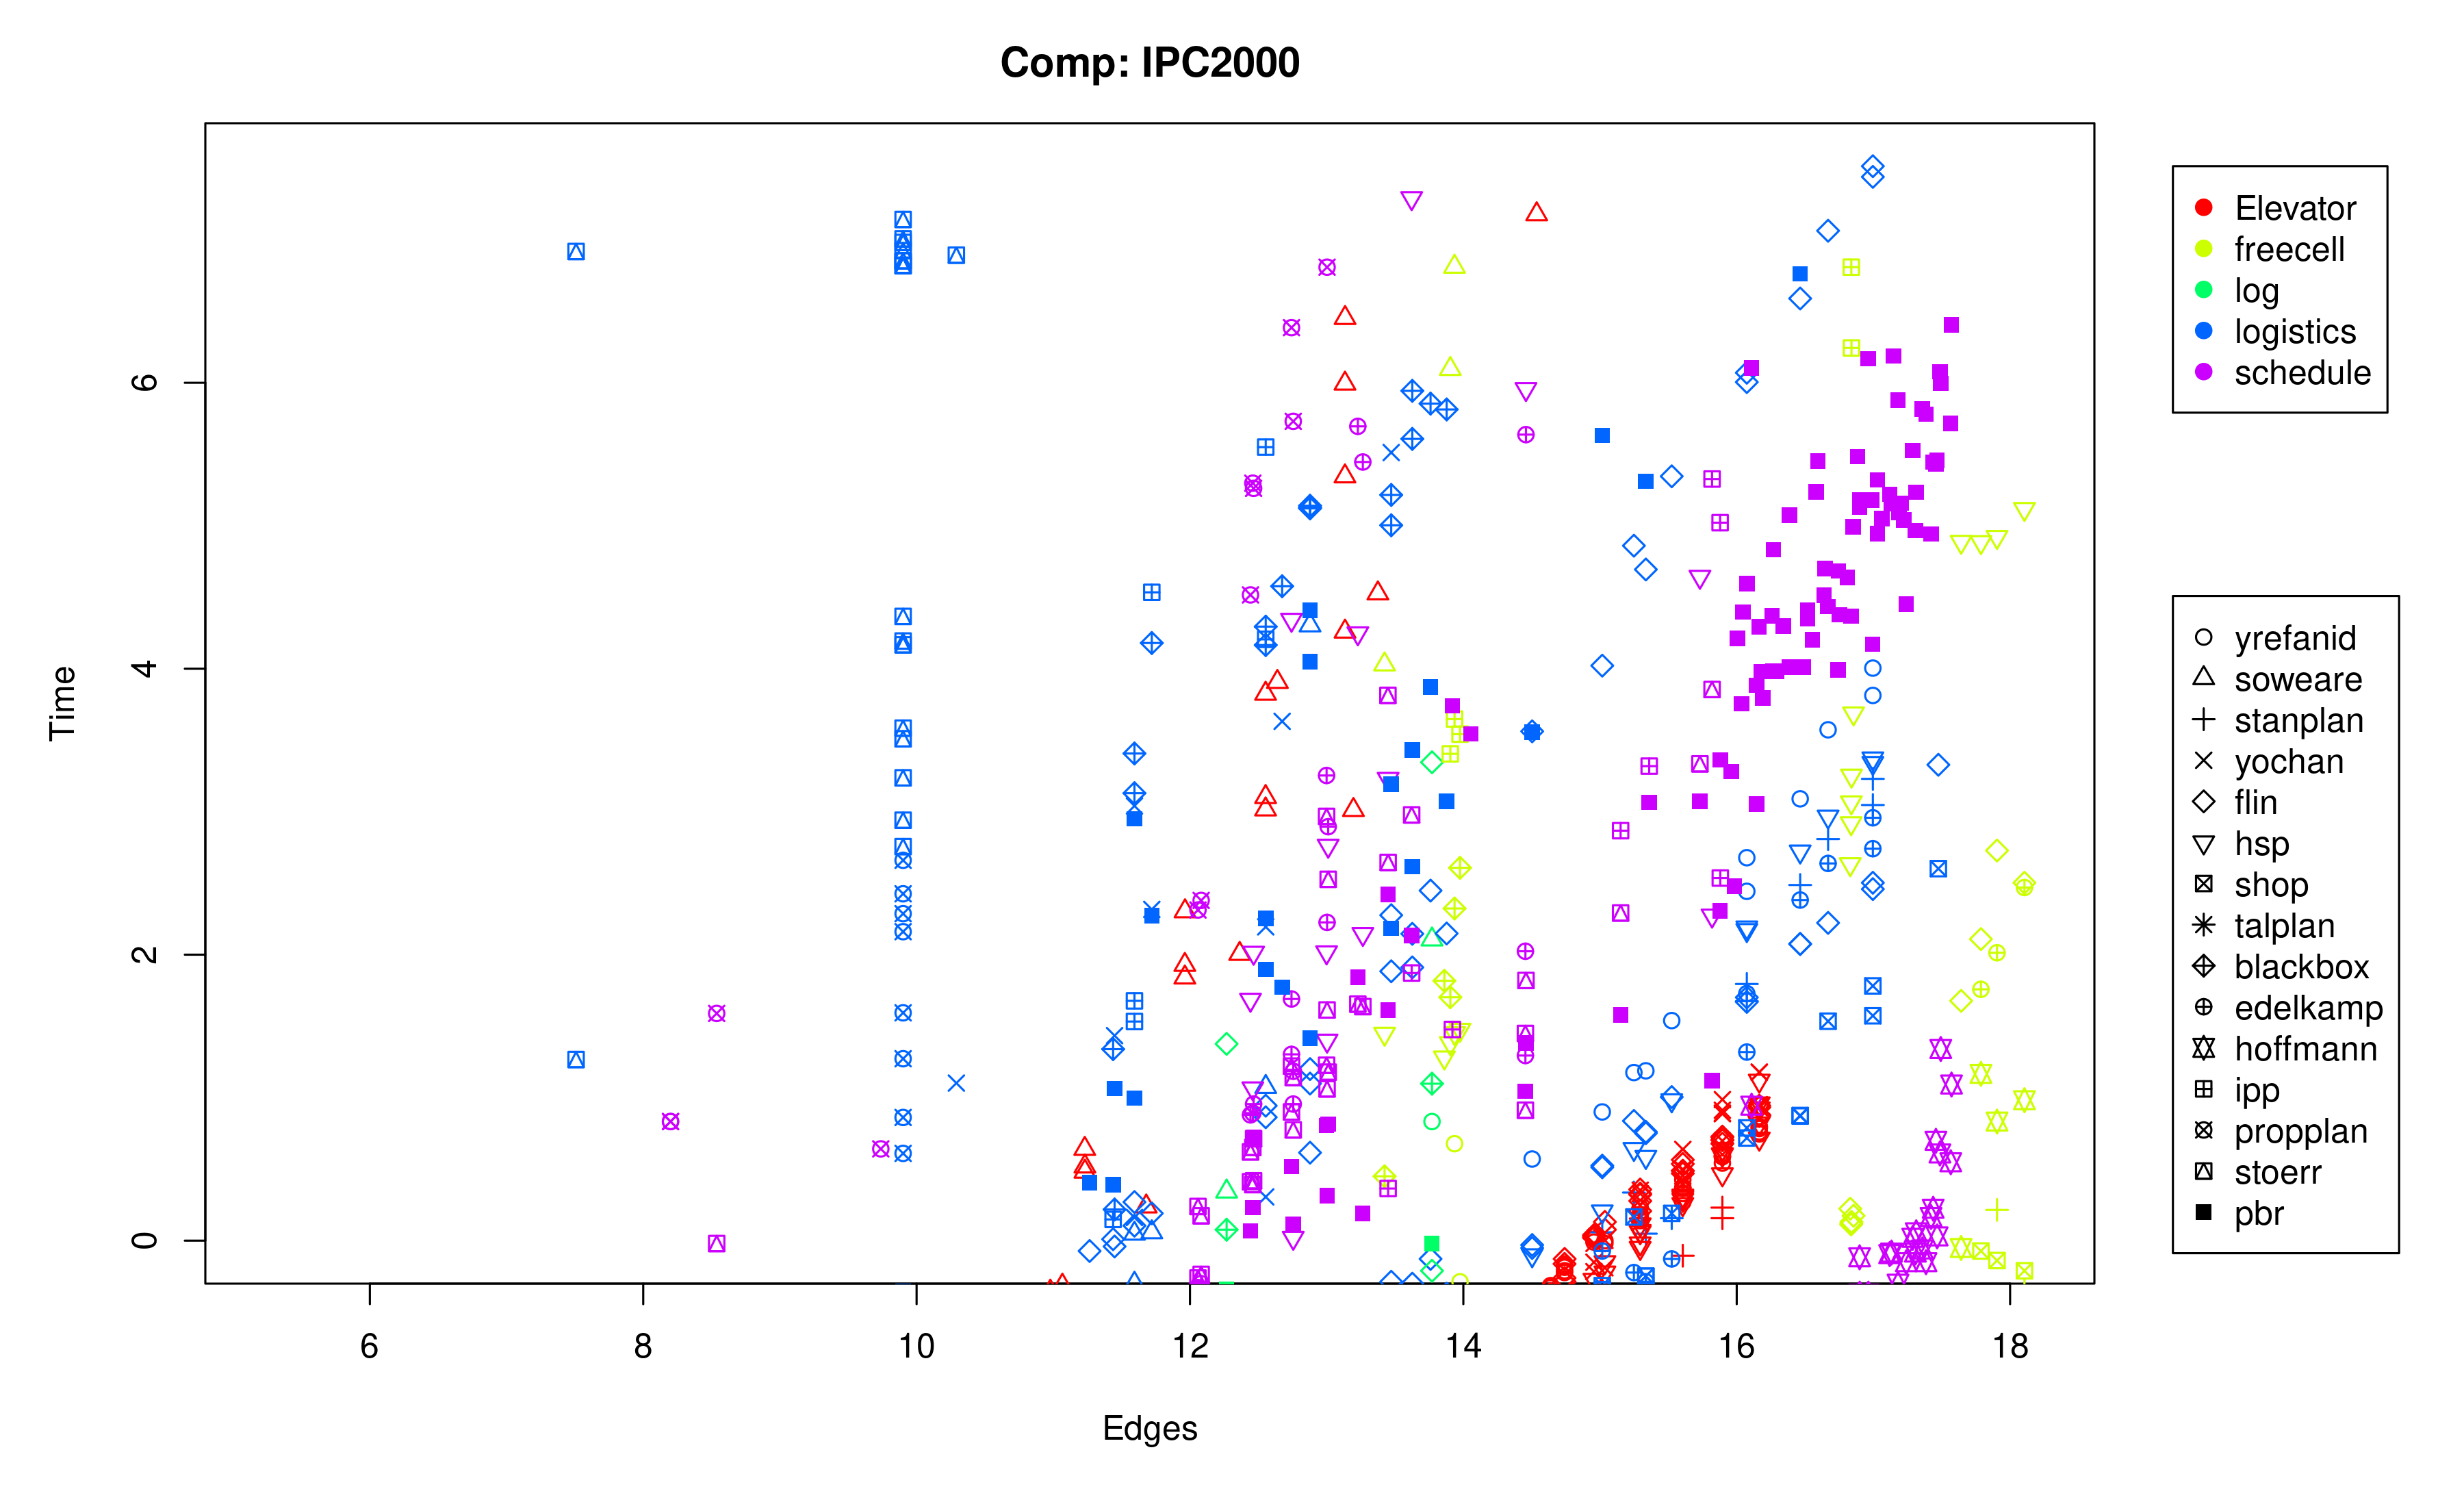 Comp: IPC2000
Time
6
4
2
0
6
8
10
12
14
16
18
Edges
Elevator
freecell
log
logistics
schedule
yrefanid
soweare
stanplan
yochan
flin
hsp
shop
talplan
blackbox
edelkamp
hoffmann
ipp
propplan
stoerr
pbr